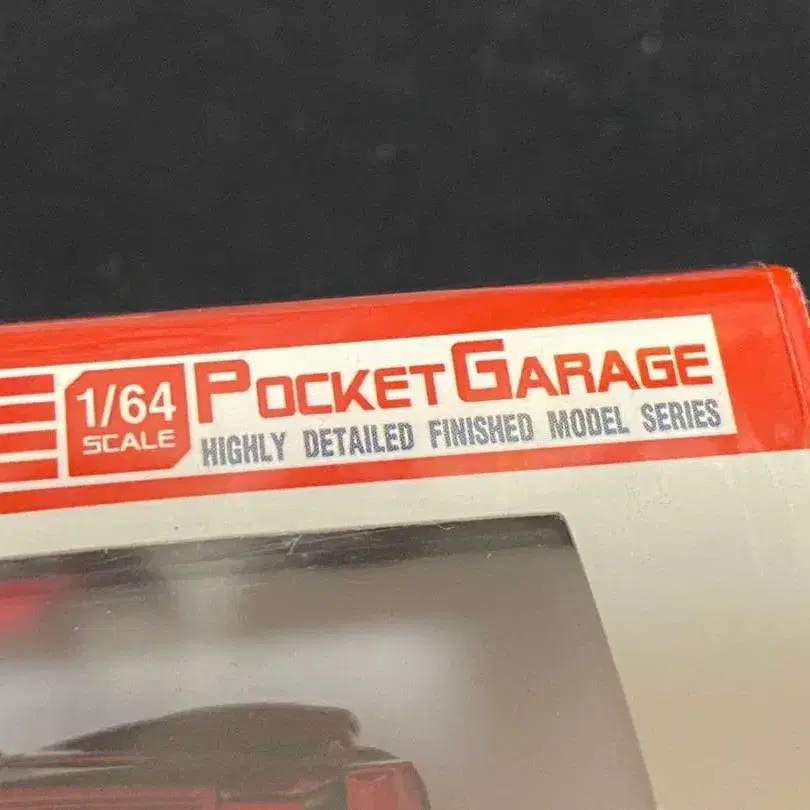 1/64
SCALE
POCKET GARAGE
HIGHLY DETAILED FINISHED MODEL SERIES